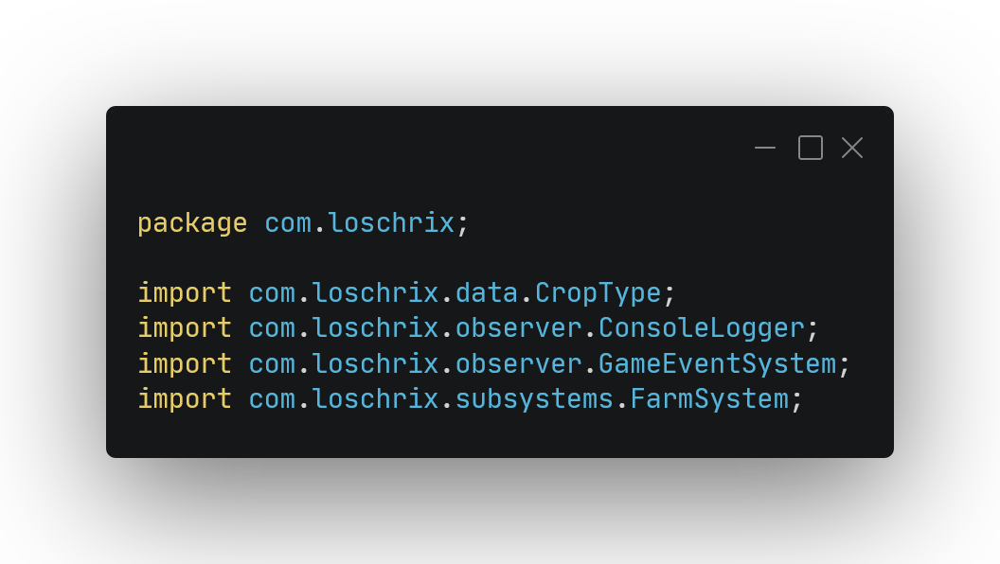 package com.loschrix;
import com.loschrix.data.CropType;
import com.loschrix.observer.ConsoleLogger;
import com.loschrix.observer.GameEventSystem;
import com.loschrix.subsystems.FarmSystem;